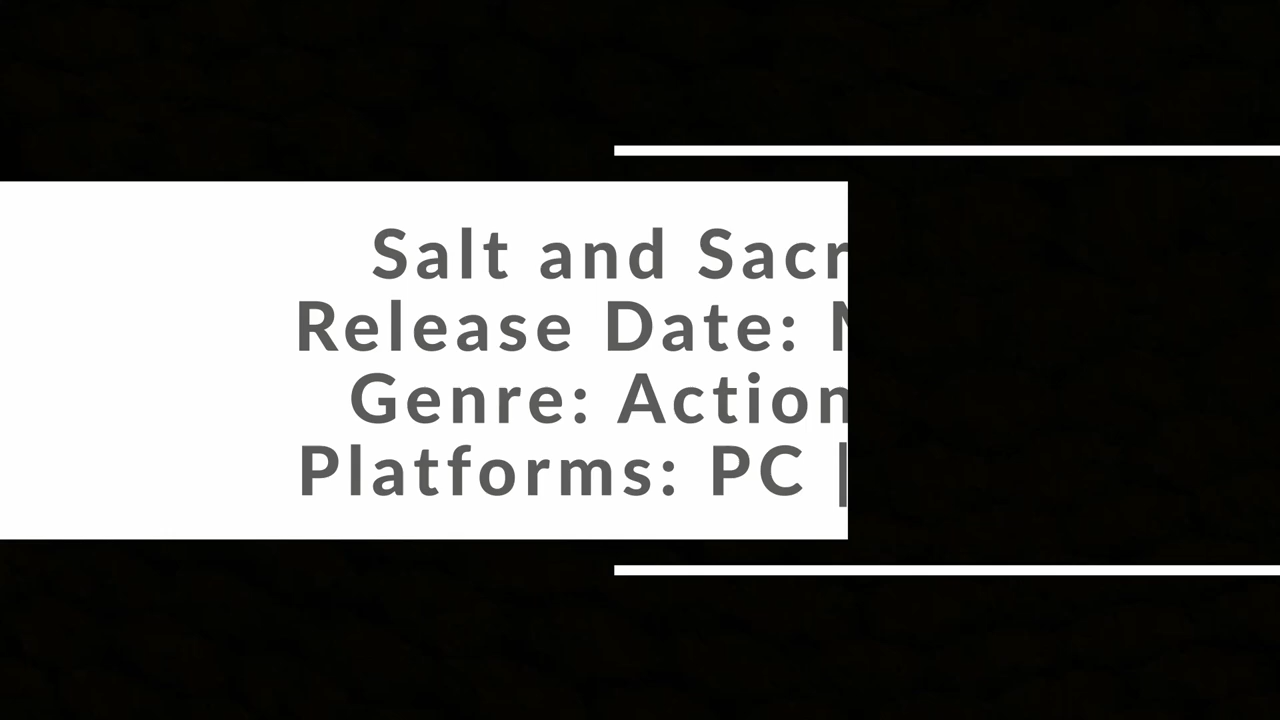 Salt and Sacr
Release Date:
Genre: Action
Platforms: PC |